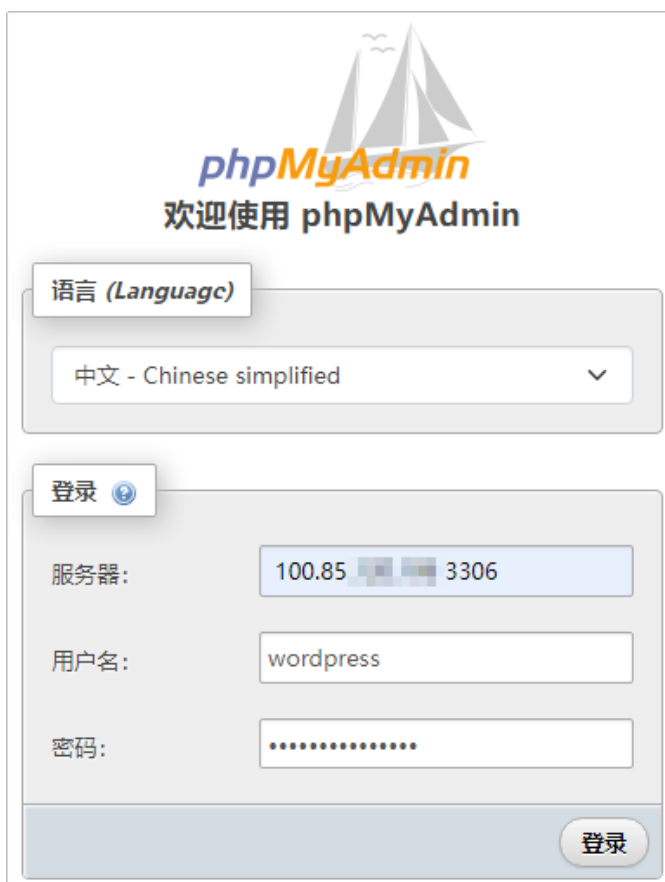 phpMyAdmin
欢迎使用 phpMyAdmin
语言 (Language)
中文 - Chinese simplified
登录
服务器: 100.85 3306
用户名: wordpress
密码: •••••••••••••••
登录